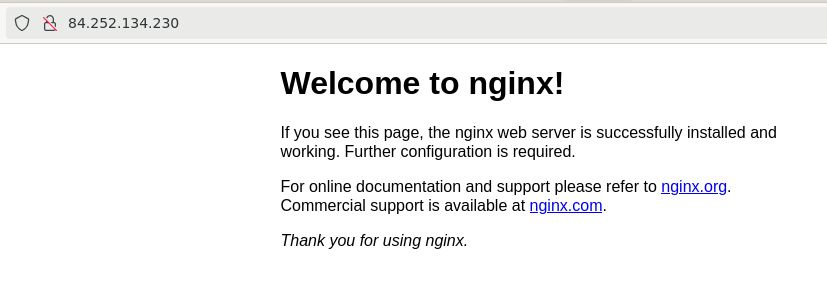 84.252.134.230
Welcome to nginx!
If you see this page, the nginx web server is successfully installed and
working. Further configuration is required.
For online documentation and support please refer to nginx.org.
Commercial support is available at nginx.com.
Thank you for using nginx.